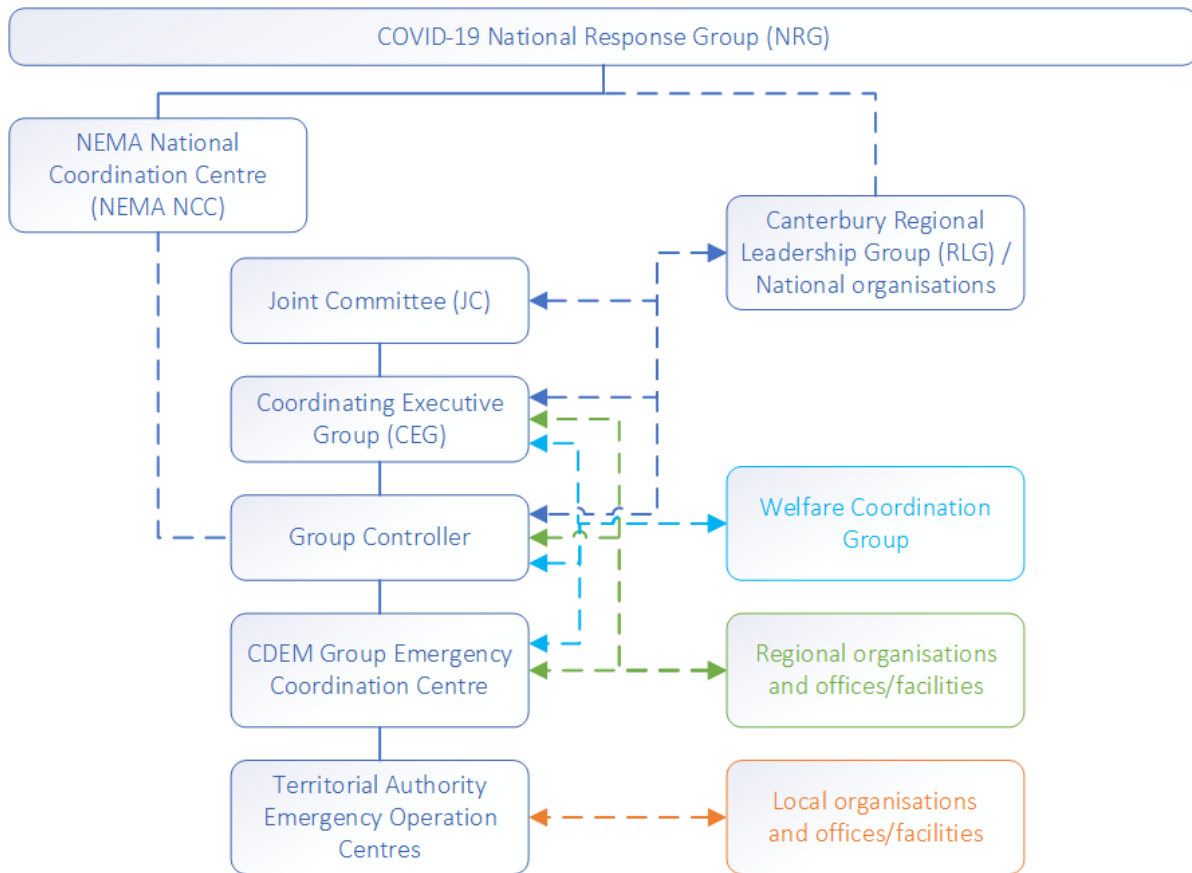 COVID-19 National Response Group (NRG)
NEMA National
Coordination Centre
(NEMA NCC)
Canterbury Regional
Leadership Group (RLG) /
National organisations
Joint Committee (JC)
Coordinating Executive
Group (CEG)
Welfare Coordination
Group
Group Controller
CDEM Group Emergency
Coordination Centre
Regional organisations
and offices/facilities
Territorial Authority
Emergency Operation
Centres
Local organisations
and offices/facilities